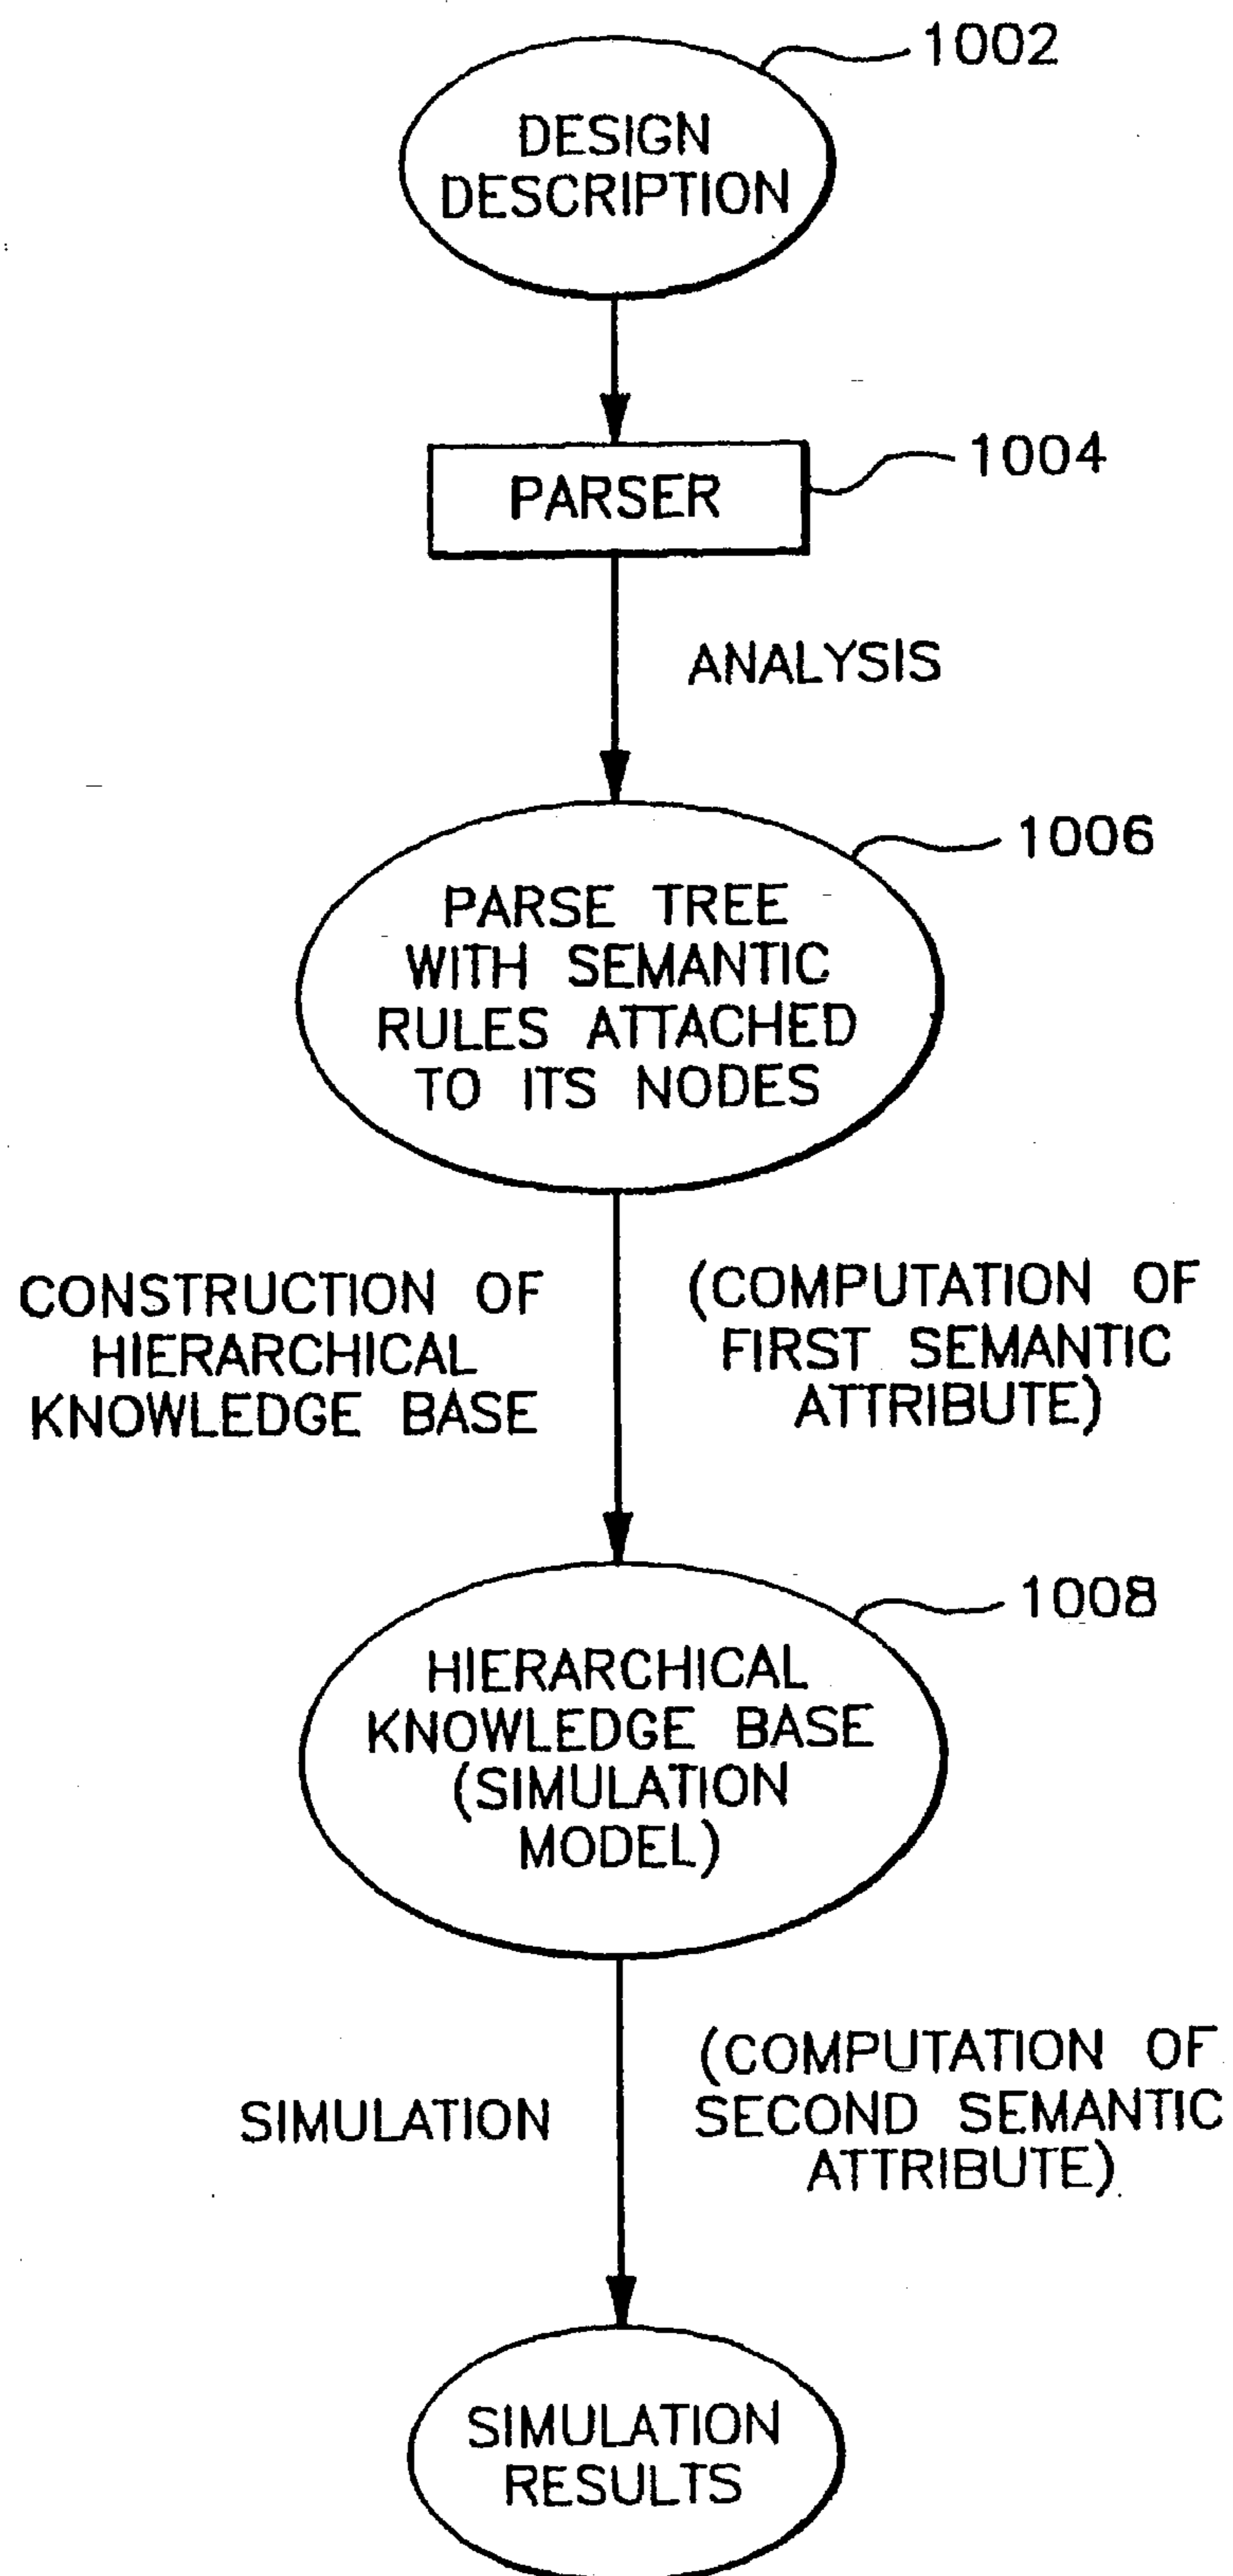 1002
DESIGN
DESCRIPTION
1004
PARSER
ANALYSIS
1006
PARSE TREE
WITH SEMANTIC
RULES ATTACHED
TO ITS NODES
CONSTRUCTION OF
HIERARCHICAL
KNOWLEDGE BASE
(COMPUTATION OF
FIRST SEMANTIC
ATTRIBUTE)
1008
HIERARCHICAL
KNOWLEDGE BASE
(SIMULATION
MODEL)
SIMULATION
(COMPUTATION OF
SECOND SEMANTIC
ATTRIBUTE)
SIMULATION
RESULTS